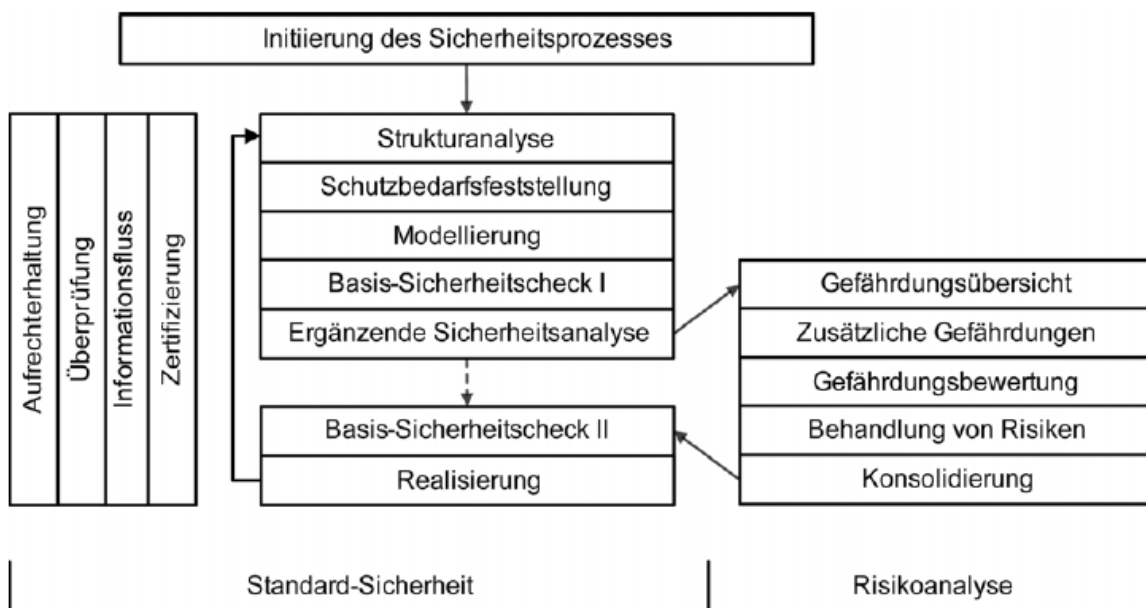 Initiierung des Sicherheitsprozesses
Aufrechterhaltung
Überprüfung
Informationsfluss
Zertifizierung
Strukturanalyse
Schutzbedarfsfeststellung
Modellierung
Basis-Sicherheitscheck I
Ergänzende Sicherheitsanalyse
Basis-Sicherheitscheck II
Realisierung
Gefährdungsübersicht
Zusätzliche Gefährdungen
Gefährdungsbewertung
Behandlung von Risiken
Konsolidierung
Standard-Sicherheit
Risikoanalyse